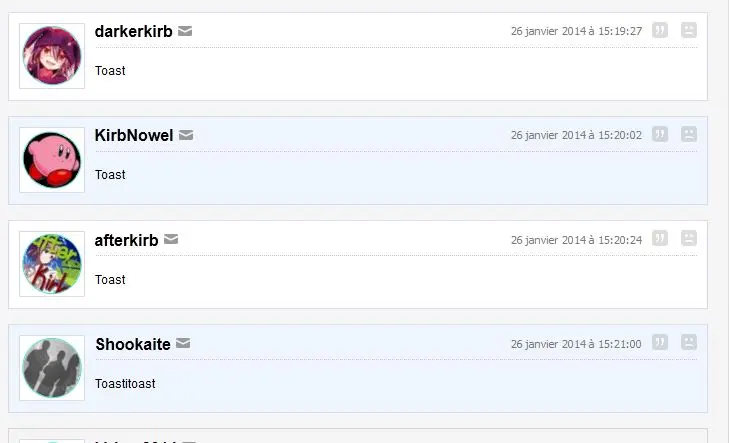 darkerkirb
26 janvier 2014 à 15:19:27
Toast
KirbNowel
26 janvier 2014 à 15:20:02
Toast
afterkirb
26 janvier 2014 à 15:20:24
Toast
Shookaite
26 janvier 2014 à 15:21:00
Toastitoast